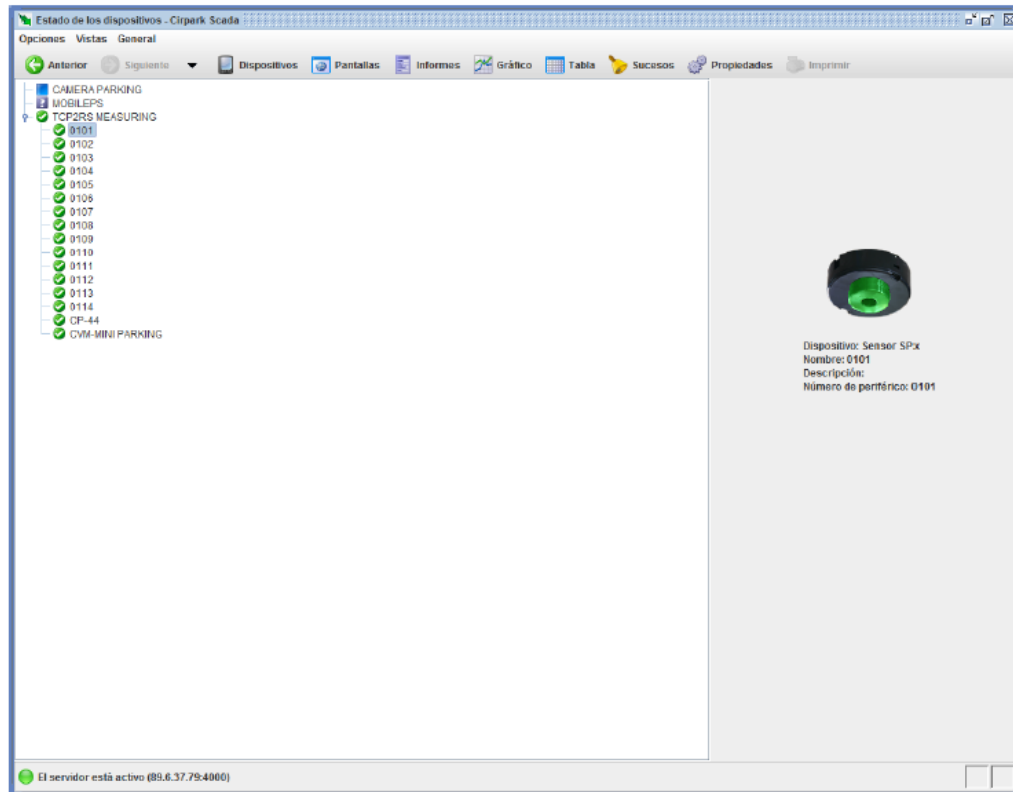 Estado de los dispositivos - Cirpark Scada
Opciones Vistas General
Anterior Siguiente Dispositivos Pantallas Informes Gráfico Tabla Sucesos Propiedades Imprimir
CAMERA PARKING
MOBILEPS
TCP2RS MEASURING
0101
0102
0103
0104
0105
0106
0107
0108
0109
0110
0111
0112
0113
0114
CP-44
CVM-MINI PARKING
Dispositivo: Sensor SP:x
Nombre: 0101
Descripción:
Número de periférico: 0101
El servidor está activo (89.6.37.79:4000)